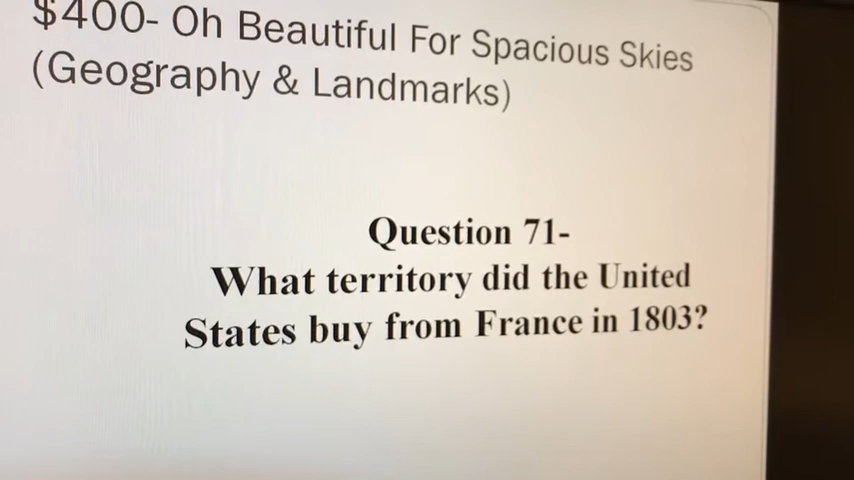 $400- Oh Beautiful For Spacious Skies
(Geography & Landmarks)
Question 71-
What territory did the United
States buy from France in 1803?